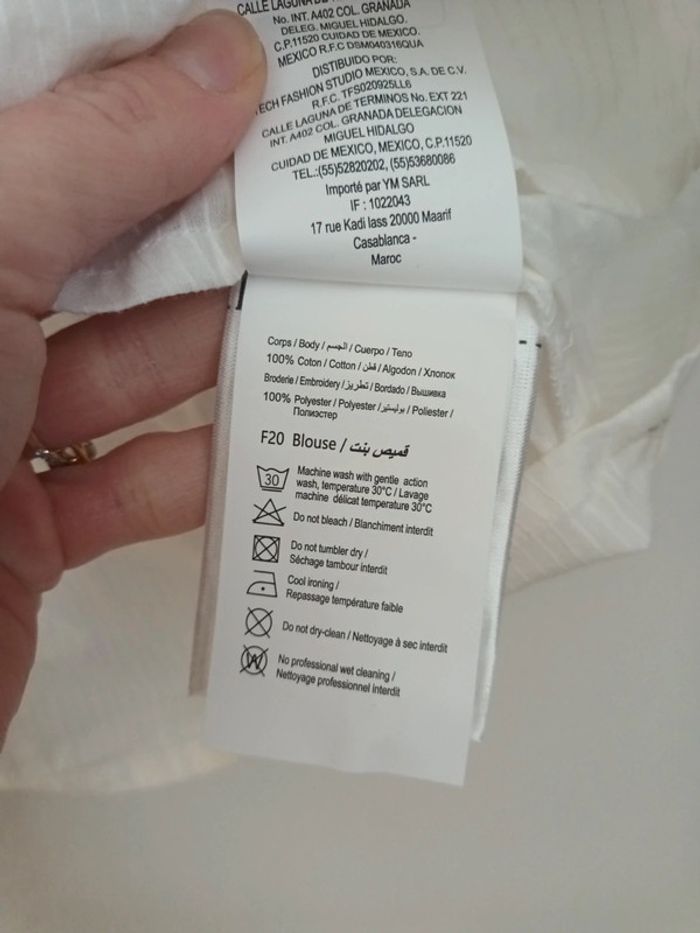 CALLE LAGUNA DE
No. INT. A402 COL. GRANADA
DELEG. MIGUEL HIDALGO.
C.P.11520 CUIDAD DE MEXICO.
MEXICO R.F.C DSM040316QUA
DISTIBUIDO POR:
TECH FASHION STUDIO MEXICO, S.A. DE C.V.
R.F.C. TFS020925LL6
CALLE LAGUNA DE TERMINOS No. EXT 221
INT. A402 COL. GRANADA DELEGACION
MIGUEL HIDALGO
CUIDAD DE MEXICO, MEXICO, C.P.11520
TEL.:(55)52820202, (55)53680086
Importé par YM SARL
IF : 1022043
17 rue Kadi Iass 20000 Maarif
Casablanca -
Maroc
Corps / Body / الجسم / Cuerpo / Teno
100% Coton / Cotton / قطن / Algodon / Хлопок
Broderie / Embroidery / تطريز / Bordado / Вышивка
100% Polyester / Polyester / بوليستر / Poliester /
Полиэстер
F20 Blouse / قميص بنت
30 Machine wash with gentle action
wash, temperature 30°C / Lavage
machine délicat temperature 30°C
Do not bleach / Blanchiment interdit
Do not tumbler dry /
Séchage tambour interdit
Cool ironing /
Repassage température faible
Do not dry-clean / Nettoyage à sec interdit
W No professional wet cleaning /
Nettoyage professionnel interdit